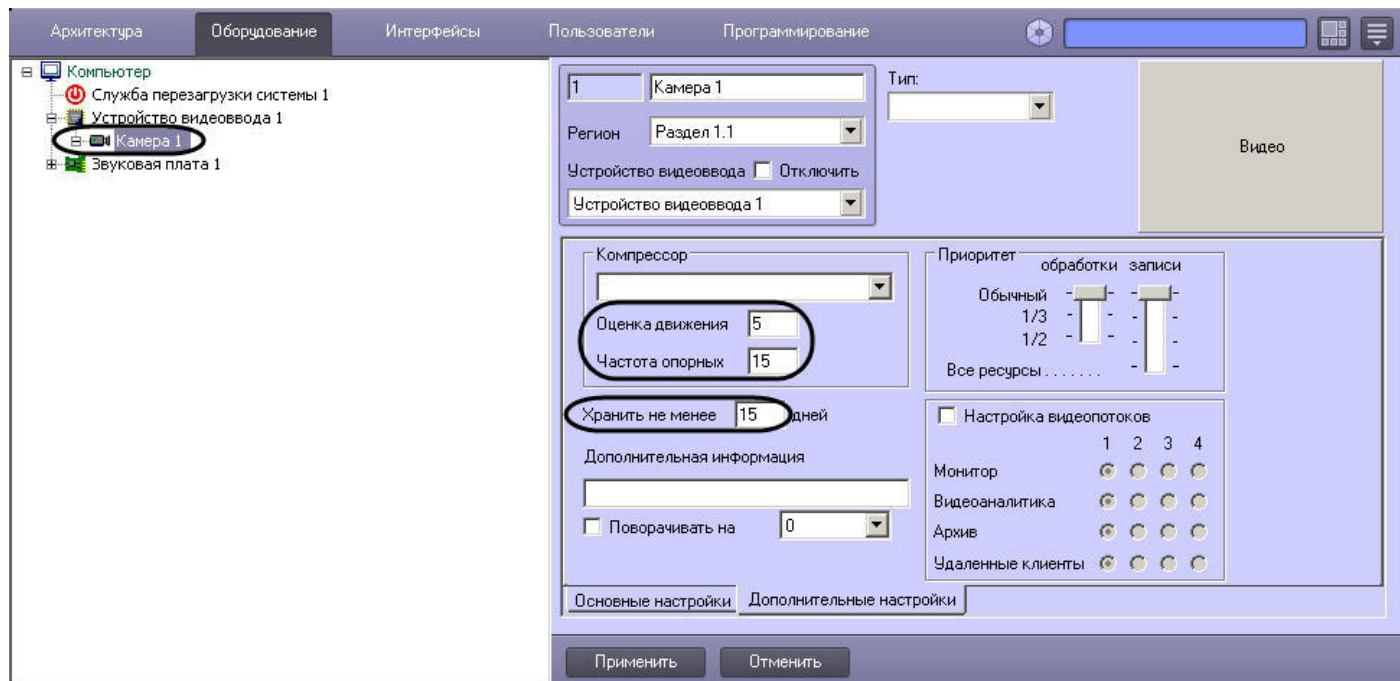 Архитектура Оборудование Интерфейсы Пользователи Программирование
Компьютер
Служба перезагрузки системы 1
Устройство видеоввода 1
Камера 1
Звуковая плата 1
1 Камера 1
Регион Раздел 1.1
Устройство видеоввода Отключить
Устройство видеоввода 1
Тип:
Видео
Компрессор
Оценка движения 5
Частота опорных 15
Хранить не менее 15 дней
Дополнительная информация
Поворачивать на 0
Приоритет
обработки записи
Обычный
1/3
1/2
Все ресурсы . . . . . . .
Настройка видеопотоков
1 2 3 4
Монитор
Видеоаналитика
Архив
Удаленные клиенты
Основные настройки Дополнительные настройки
Применить Отменить